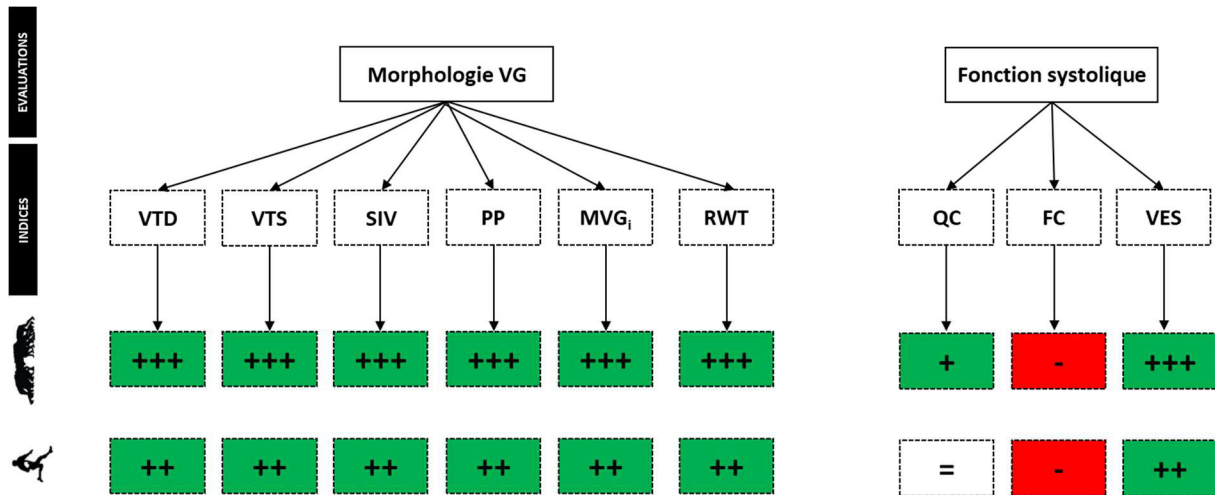 EVALUATIONS
Morphologie VG
Fonction systolique
INDICES
VTD VTS SIV PP MVGi RWT QC FC VES
+++ +++ +++ +++ +++ +++ + - +++
++ ++ ++ ++ ++ ++ = - ++